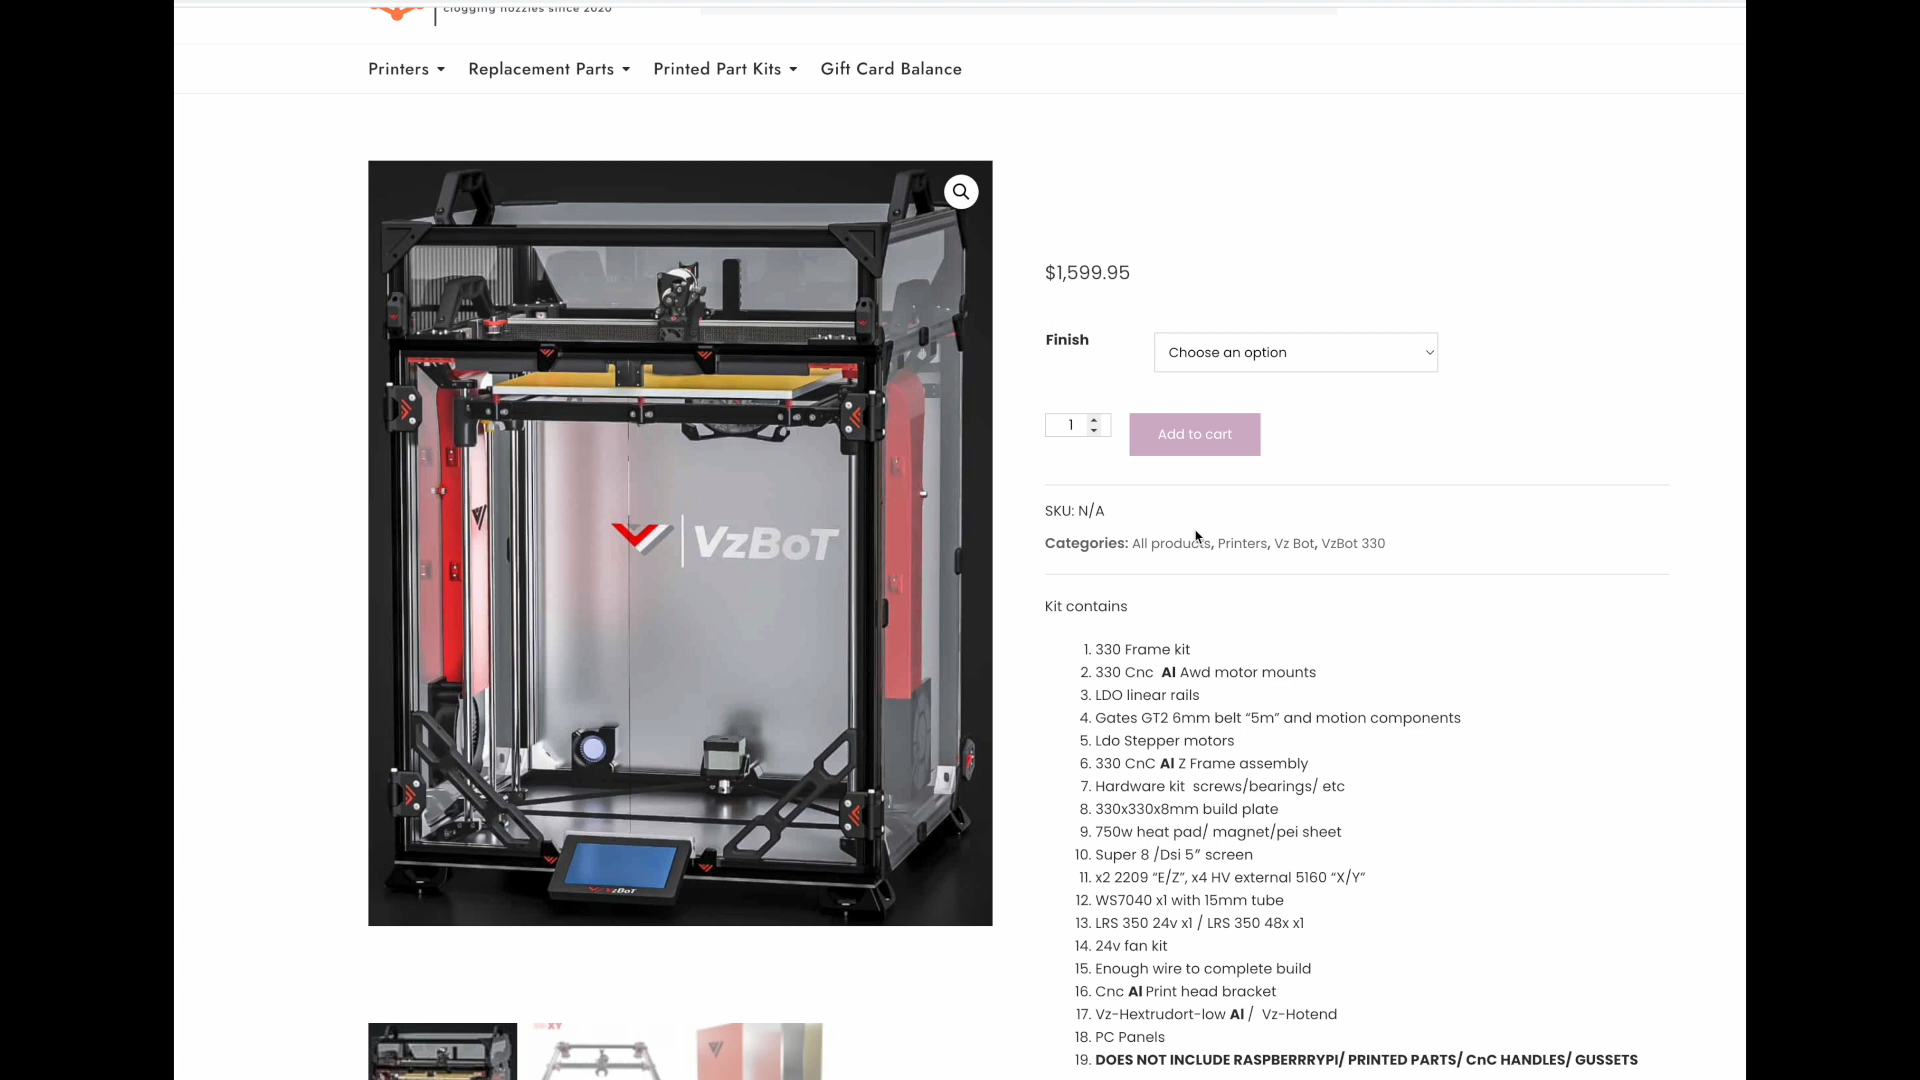 clogging nozzles since 2020
Printers
Replacement Parts
Printed Part Kits
Gift Card Balance
$1,599.95
Finish
Choose an option
1
Add to cart
SKU: N/A
Categories: All products, Printers, Vz Bot, VzBot 330
Kit contains
1. 330 Frame kit
2. 330 Cnc Al Awd motor mounts
3. LDO linear rails
4. Gates GT2 6mm belt “5m” and motion components
5. Ldo Stepper motors
6. 330 CnC Al Z Frame assembly
7. Hardware kit screws/bearings/ etc
8. 330x330x8mm build plate
9. 750w heat pad/ magnet/pei sheet
10. Super 8 /Dsi 5” screen
11. x2 2209 “E/Z”, x4 HV external 5160 “X/Y”
12. WS7040 x1 with 15mm tube
13. LRS 350 24v x1 / LRS 350 48x x1
14. 24v fan kit
15. Enough wire to complete build
16. Cnc Al Print head bracket
17. Vz-Hextrudort-low Al / Vz-Hotend
18. PC Panels
19. DOES NOT INCLUDE RASPBERRRYPI/ PRINTED PARTS/ CnC HANDLES/ GUSSETS
VzBoT
VzBoT